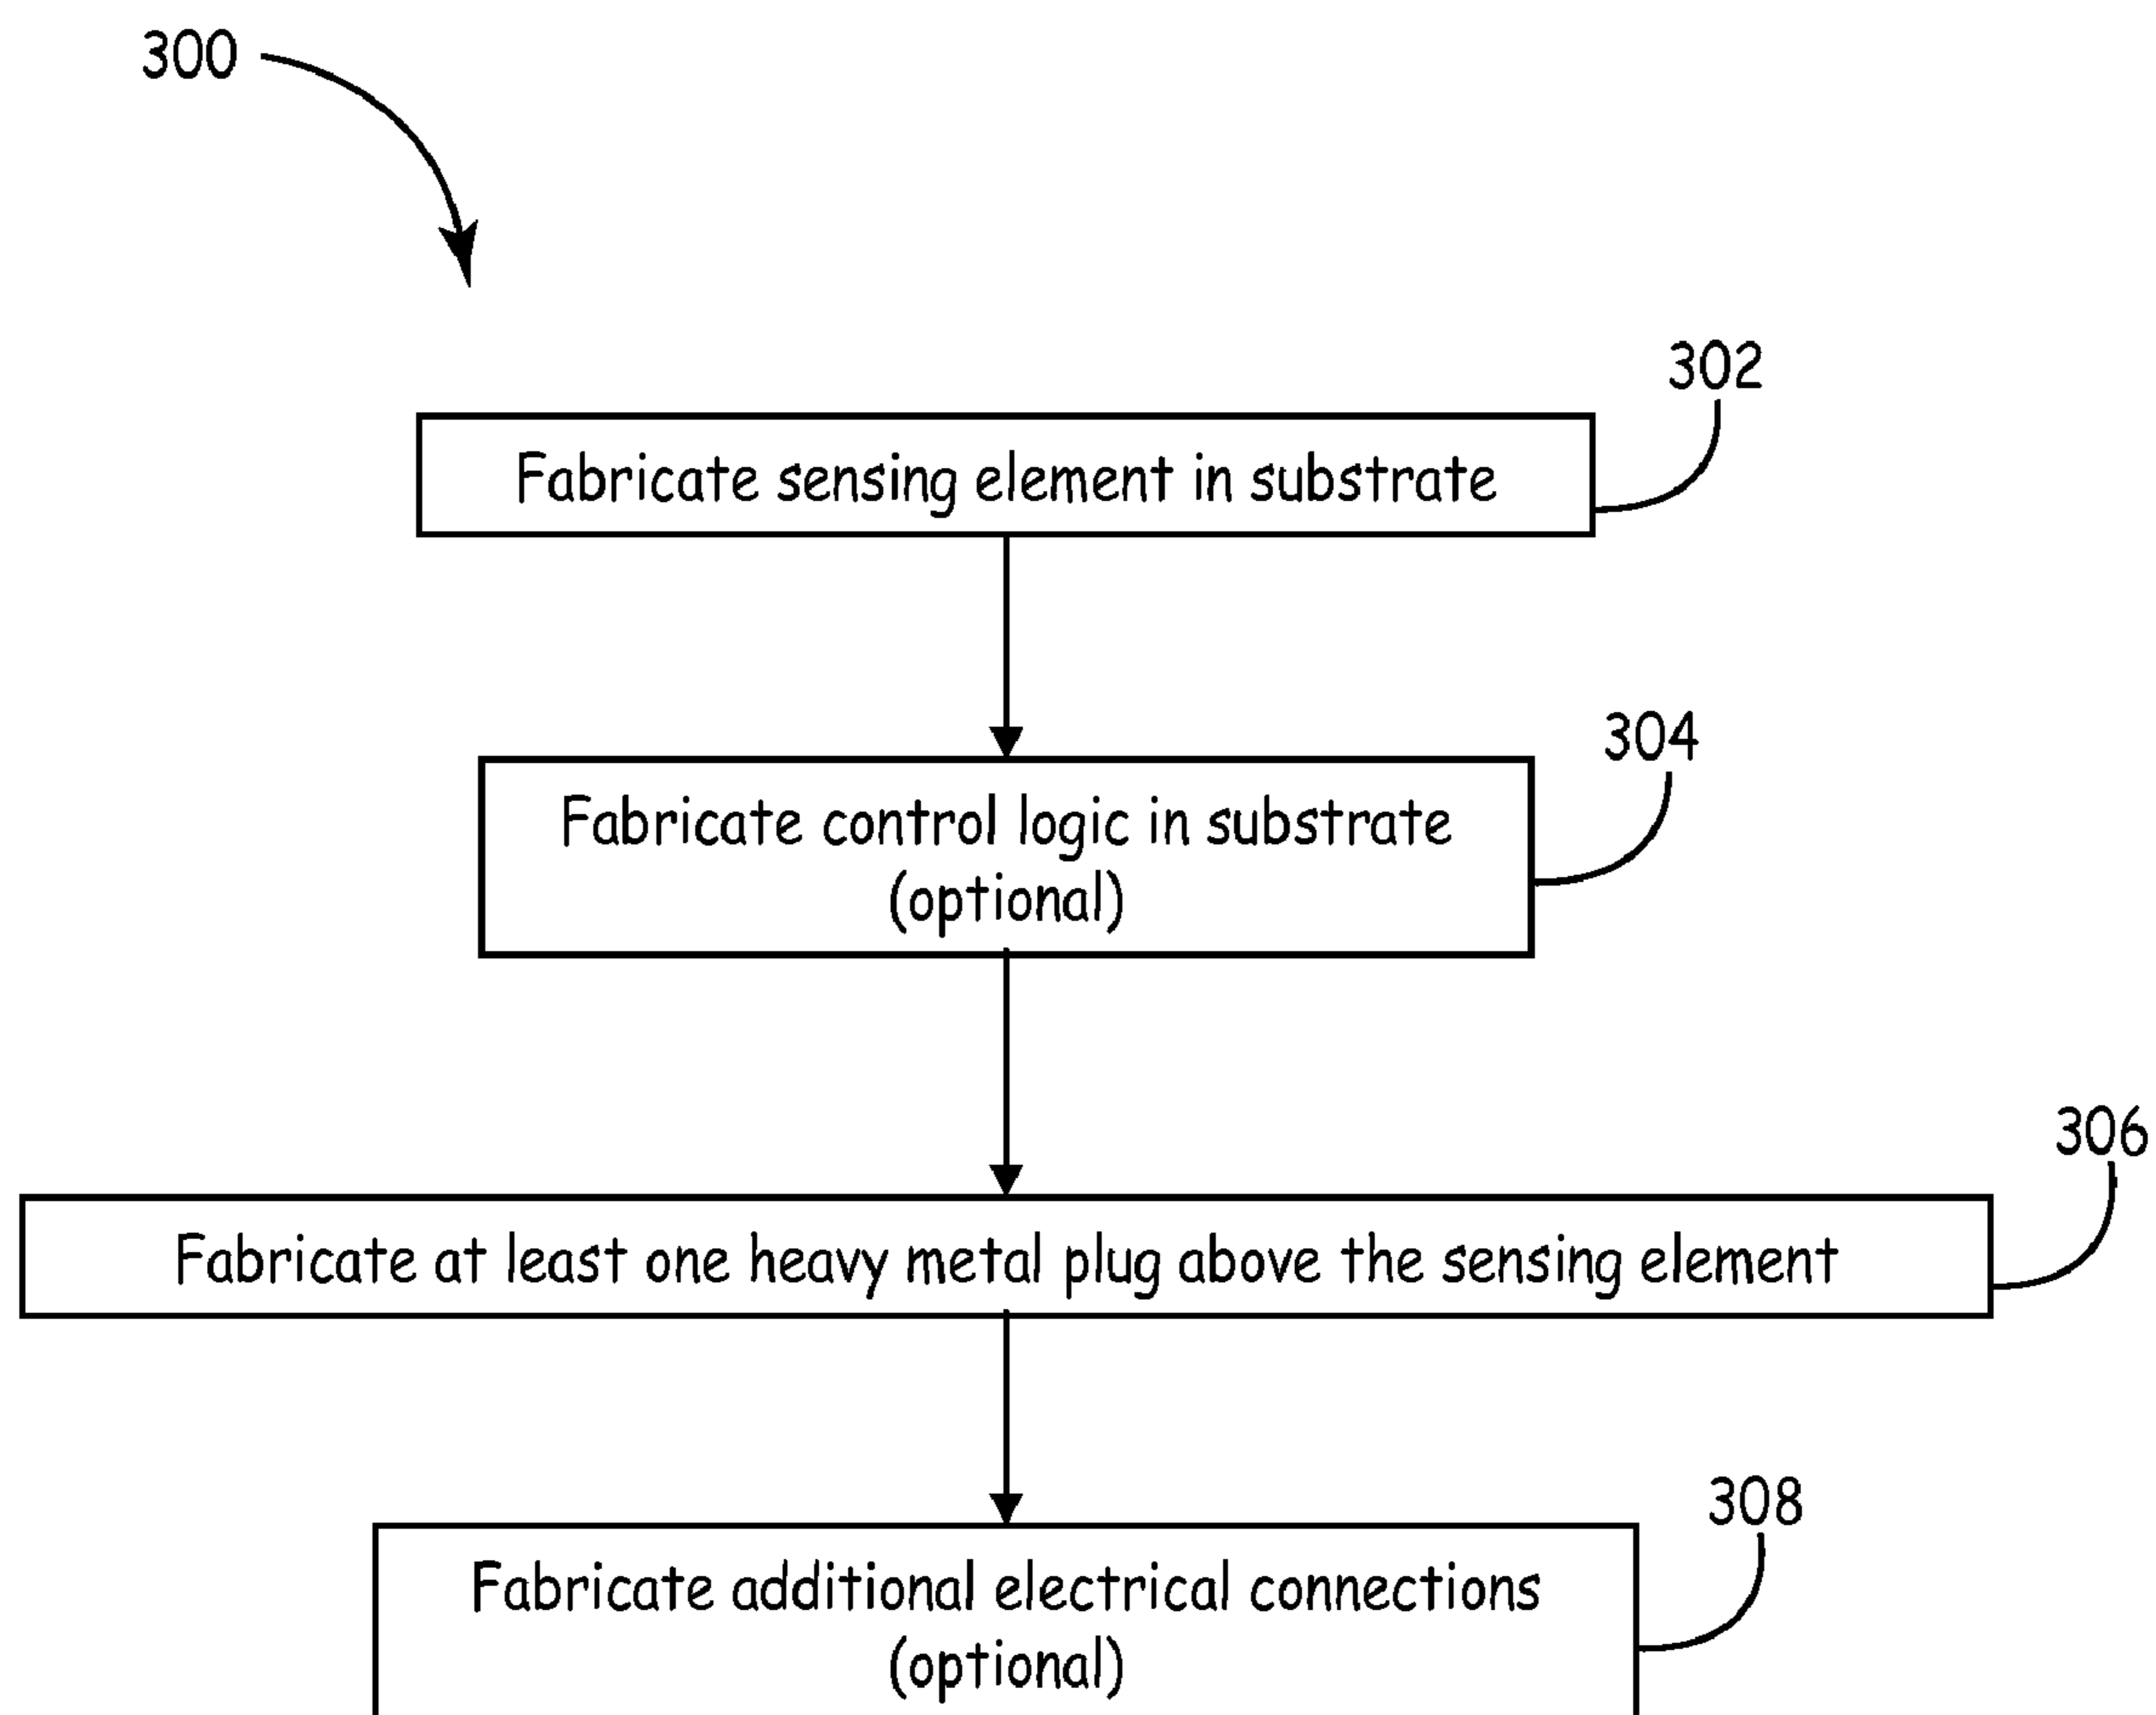 300
302
Fabricate sensing element in substrate
304
Fabricate control logic in substrate
(optional)
306
Fabricate at least one heavy metal plug above the sensing element
308
Fabricate additional electrical connections
(optional)